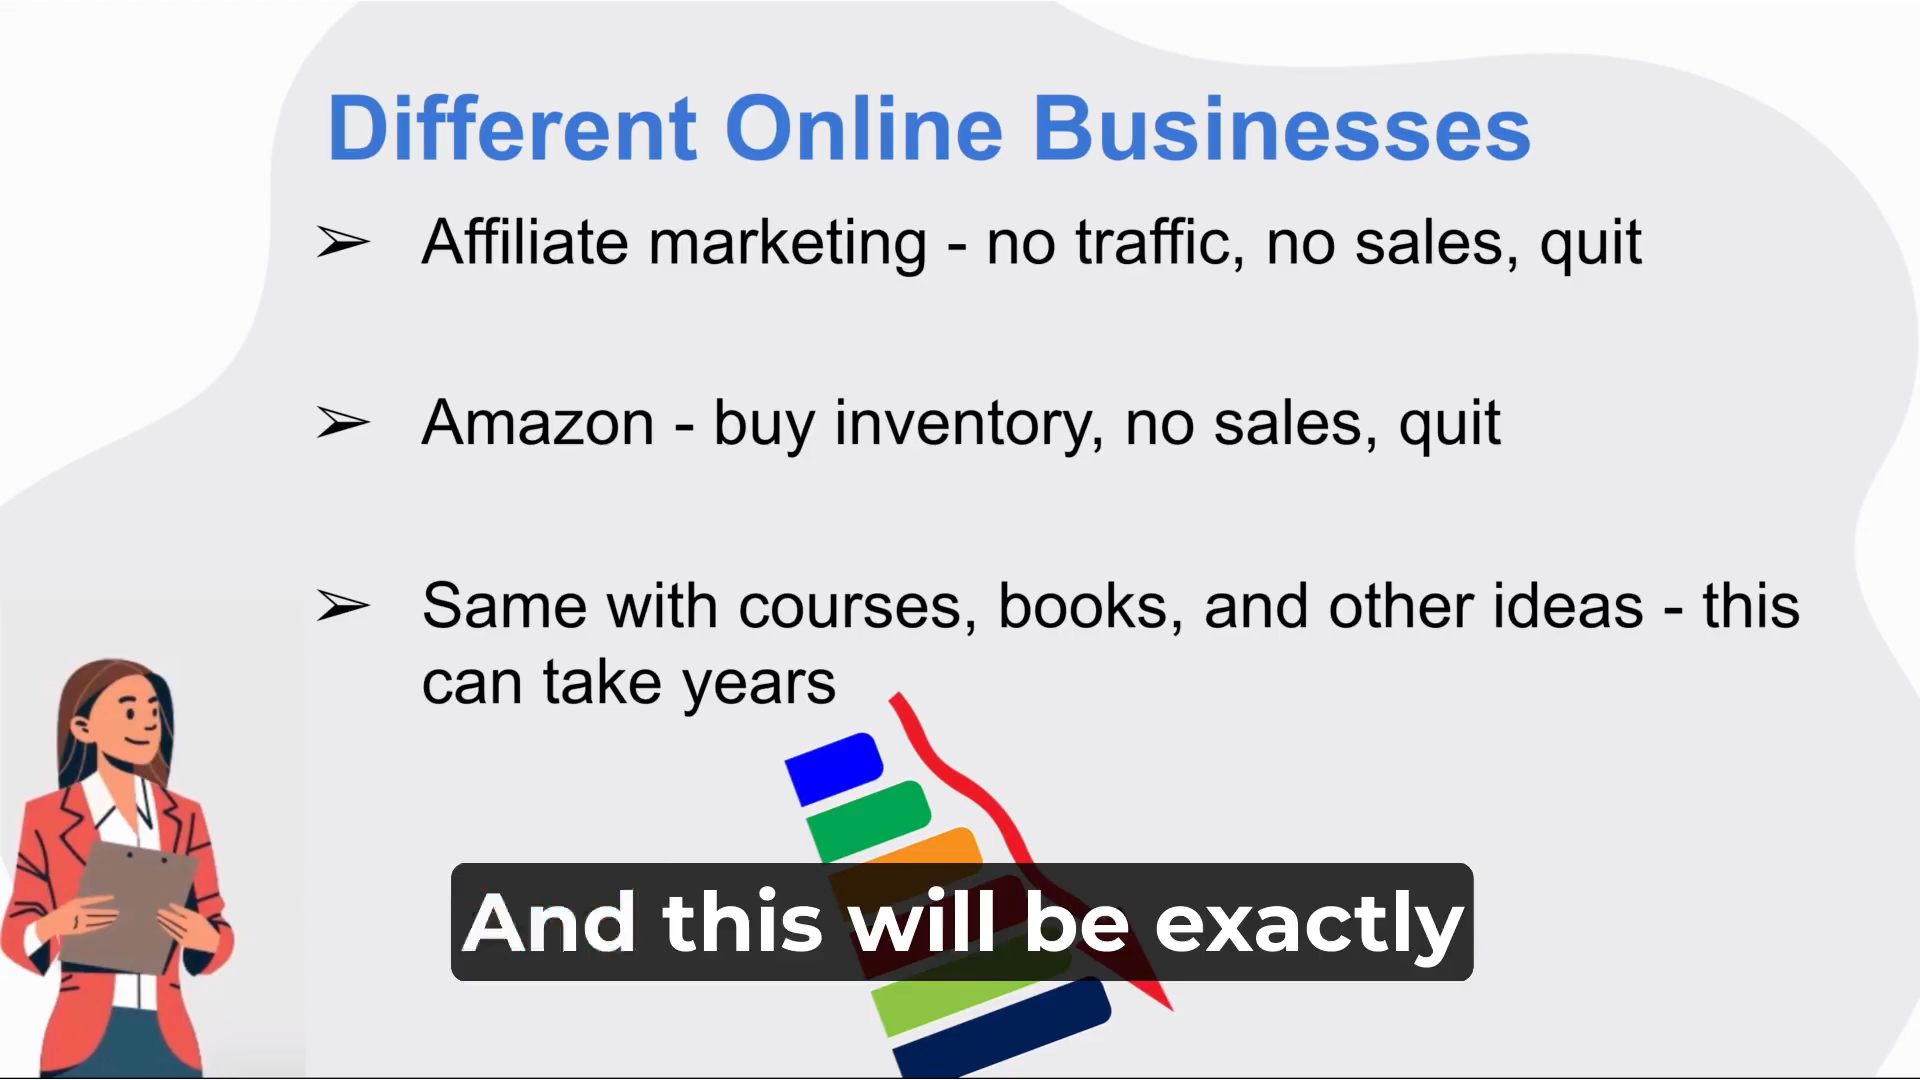 Different Online Businesses
➢ Affiliate marketing - no traffic, no sales, quit
➢ Amazon - buy inventory, no sales, quit
➢ Same with courses, books, and other ideas - this
can take years
And this will be exactly